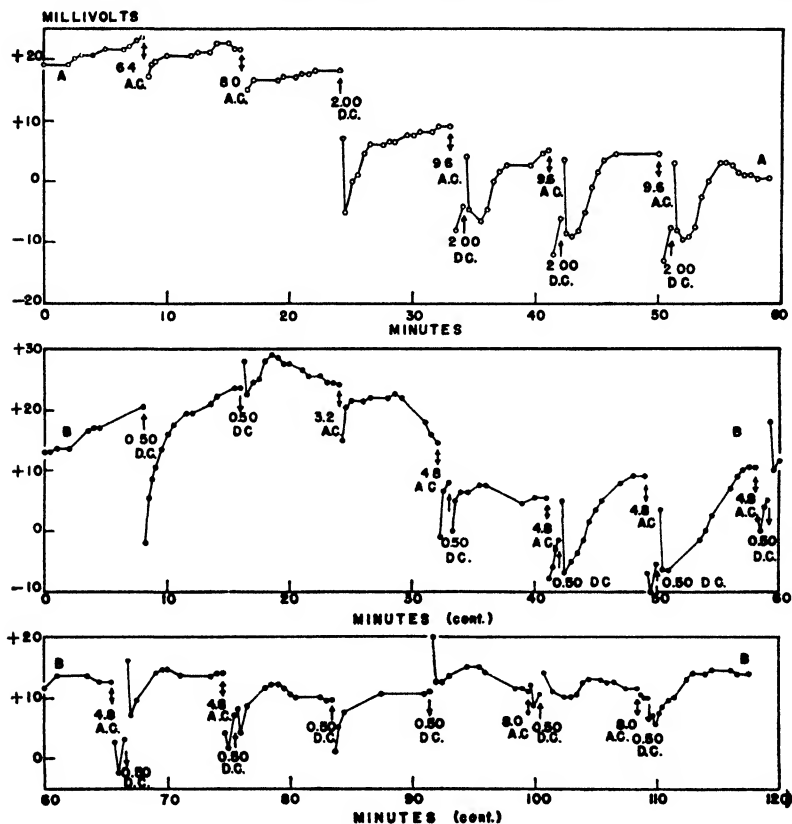 MILLIVOLTS
+20
+10
0
-10
-20
A
6.4
A.C.
8.0
A.C.
2.00
D.C.
9.6
A.C.
2.00
D.C.
9.6
A.C.
2.00
D.C.
9.6
A.C.
2.00
D.C.
A
0
10
20
30
40
50
60
MINUTES
+30
+20
+10
0
-10
B
0.50
D.C.
0.50
D.C
3.2
A.C.
4.8
A.C
0.50
D.C.
4.8
A.C.
0.50 D.C
4.8
A.C
0.50 D.C.
B
4.8
A.C.
0.50
D.C.
0
10
20
30
40
50
60
MINUTES (cont.)
+20
+10
0
B
4.8
A.C.
0.50
D.C.
4.8
A.C.
0.50
D.C.
0.50
D.C.
0.50
D.C.
8.0
A.C
0.50
D.C.
8.0
A.C.
0.50
D.C.
B
60
70
80
90
100
110
120
MINUTES (cont.)